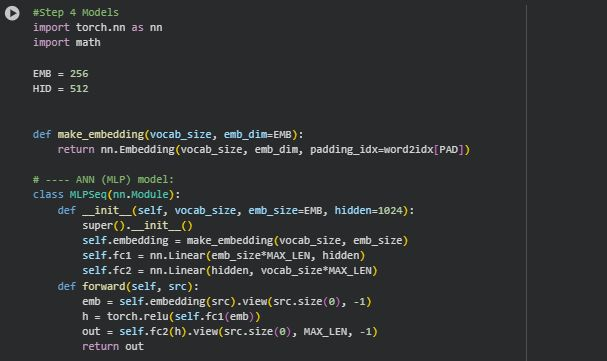 #Step 4 Models
import torch.nn as nn
import math
EMB = 256
HID = 512
def make_embedding(vocab_size, emb_dim=EMB):
    return nn.Embedding(vocab_size, emb_dim, padding_idx=word2idx[PAD])
# ---- ANN (MLP) model:
class MLPSeq(nn.Module):
    def __init__(self, vocab_size, emb_size=EMB, hidden=1024):
        super().__init__()
        self.embedding = make_embedding(vocab_size, emb_size)
        self.fc1 = nn.Linear(emb_size*MAX_LEN, hidden)
        self.fc2 = nn.Linear(hidden, vocab_size*MAX_LEN)
    def forward(self, src):
        emb = self.embedding(src).view(src.size(0), -1)
        h = torch.relu(self.fc1(emb))
        out = self.fc2(h).view(src.size(0), MAX_LEN, -1)
        return out